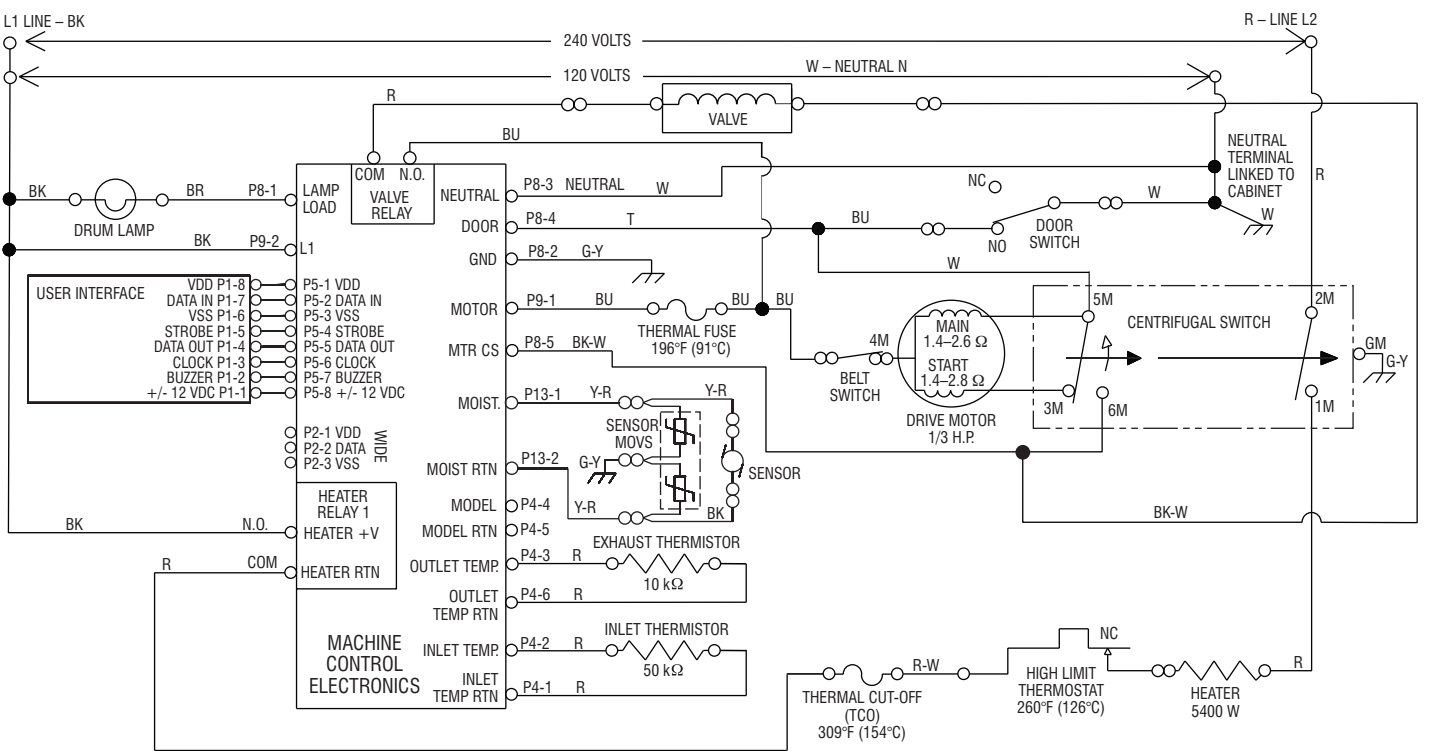 L1 LINE – BK
R – LINE L2
240 VOLTS
120 VOLTS
W – NEUTRAL N
R
VALVE
BU
NEUTRAL
TERMINAL
LINKED TO
CABINET
R
COM N.O.
VALVE
RELAY
BK
BR
P8-1
LAMP
LOAD
DRUM LAMP
NEUTRAL
P8-3
NEUTRAL
W
NC
W
W
DOOR
SWITCH
NO
DOOR
P8-4
T
BU
BK
P9-2
L1
GND
P8-2
G-Y
W
USER INTERFACE
VDD P1-8
P5-1 VDD
DATA IN P1-7
P5-2 DATA IN
VSS P1-6
P5-3 VSS
STROBE P1-5
P5-4 STROBE
DATA OUT P1-4
P5-5 DATA OUT
CLOCK P1-3
P5-6 CLOCK
BUZZER P1-2
P5-7 BUZZER
+/- 12 VDC P1-1
P5-8 +/- 12 VDC
MOTOR
P9-1
BU
BU
BU
THERMAL FUSE
196°F (91°C)
MTR CS
P8-5
BK-W
4M
BELT
SWITCH
MAIN
1.4–2.6 Ω
START
1.4–2.8 Ω
DRIVE MOTOR
1/3 H.P.
5M
CENTRIFUGAL SWITCH
2M
GM
G-Y
3M
6M
1M
MOIST.
P13-1
Y-R
Y-R
SENSOR
MOVS
G-Y
SENSOR
P2-1 VDD
P2-2 DATA
P2-3 VSS
WIDE
MOIST RTN
P13-2
Y-R
BK
HEATER
RELAY 1
BK
N.O.
HEATER +V
R
COM
HEATER RTN
MODEL
P4-4
MODEL RTN
P4-5
BK-W
EXHAUST THERMISTOR
OUTLET TEMP.
P4-3
R
10 kΩ
OUTLET
TEMP RTN
P4-6
R
INLET THERMISTOR
INLET TEMP.
P4-2
R
50 kΩ
INLET
TEMP RTN
P4-1
R
MACHINE
CONTROL
ELECTRONICS
THERMAL CUT-OFF
(TCO)
309°F (154°C)
R-W
NC
HIGH LIMIT
THERMOSTAT
260°F (126°C)
HEATER
5400 W
R